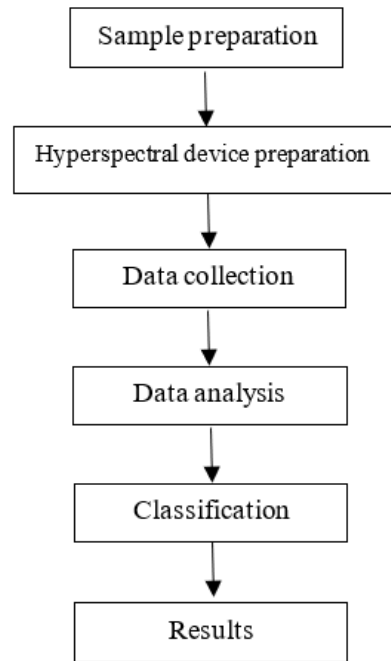 Sample preparation
Hyperspectral device preparation
Data collection
Data analysis
Classification
Results